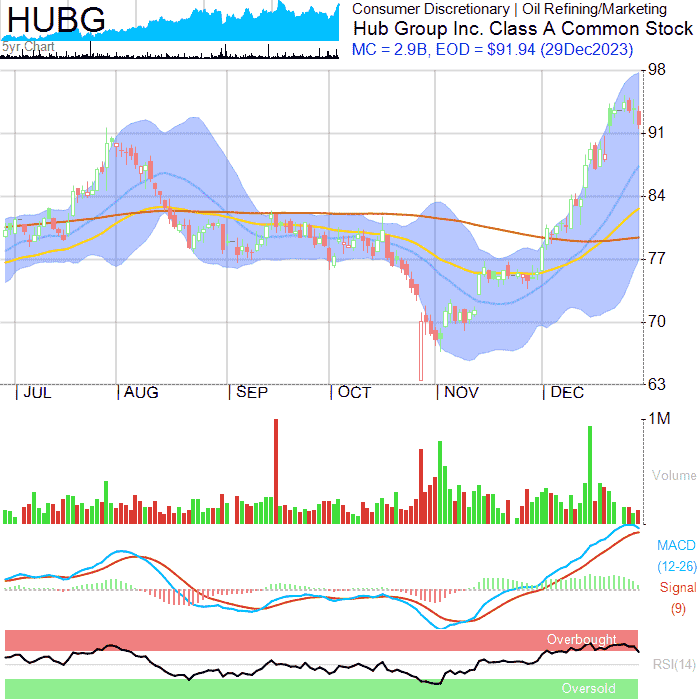 HUBG
5yr Chart
Consumer Discretionary | Oil Refining/Marketing
Hub Group Inc. Class A Common Stock
MC = 2.9B, EOD = $91.94 (29Dec2023)
98
91
84
77
70
63
JUL AUG SEP OCT NOV DEC
1M
Volume
MACD
(12-26)
Signal
(9)
Overbought
RSI(14)
Oversold